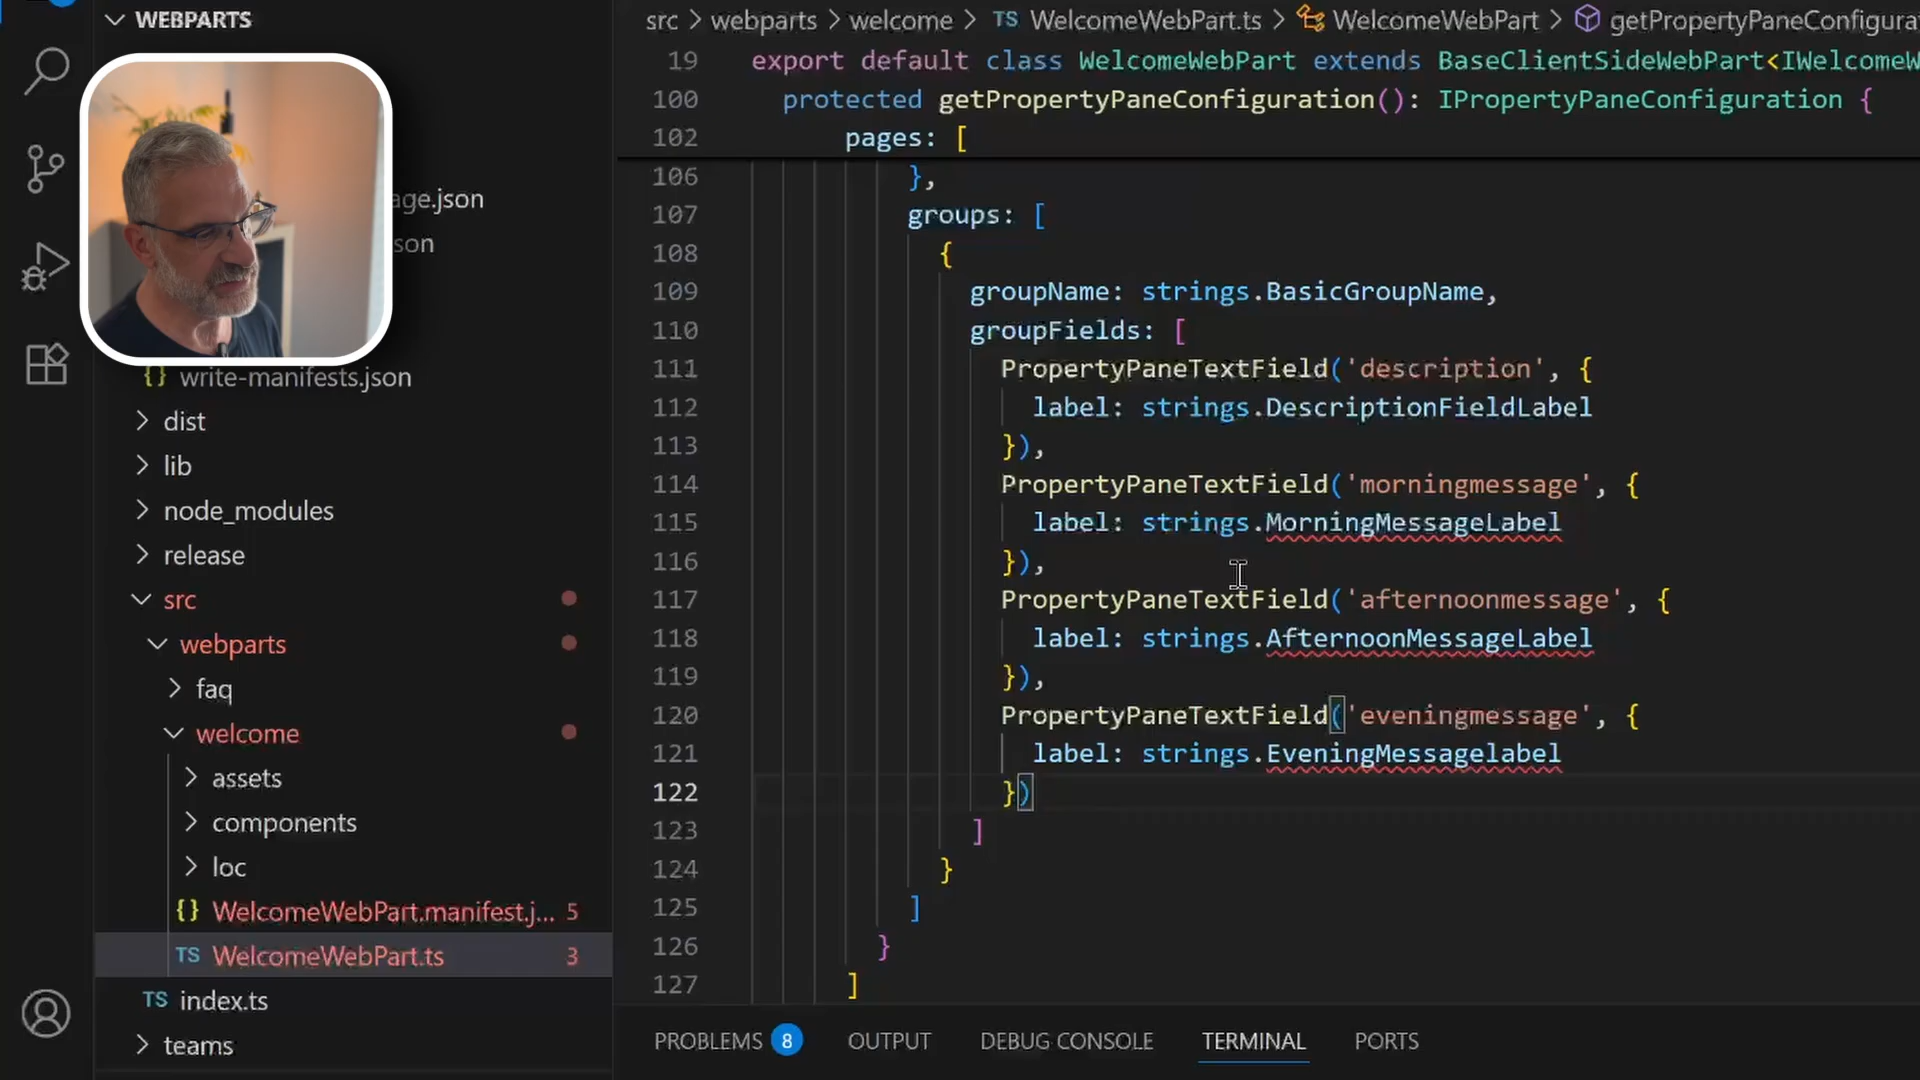 WEBPARTS
age.json
son
write-manifests.json
dist
lib
node_modules
release
src
webparts
faq
welcome
assets
components
loc
{} WelcomeWebPart.manifest.j... 5
TS WelcomeWebPart.ts 3
TS index.ts
teams
src > webparts > welcome > TS WelcomeWebPart.ts > WelcomeWebPart > getPropertyPaneConfigura
19 export default class WelcomeWebPart extends BaseClientSideWebPart<IWelcomeW
100 protected getPropertyPaneConfiguration(): IPropertyPaneConfiguration {
102 pages: [
106 },
107 groups: [
108 {
109 groupName: strings.BasicGroupName,
110 groupFields: [
111 PropertyPaneTextField('description', {
112 label: strings.DescriptionFieldLabel
113 }),
114 PropertyPaneTextField('morningmessage', {
115 label: strings.MorningMessageLabel
116 }),
117 PropertyPaneTextField('afternoonmessage', {
118 label: strings.AfternoonMessageLabel
119 }),
120 PropertyPaneTextField('eveningmessage', {
121 label: strings.EveningMessagelabel
122 })
123 ]
124 }
125 ]
126 }
127 ]
PROBLEMS 8 OUTPUT DEBUG CONSOLE TERMINAL PORTS